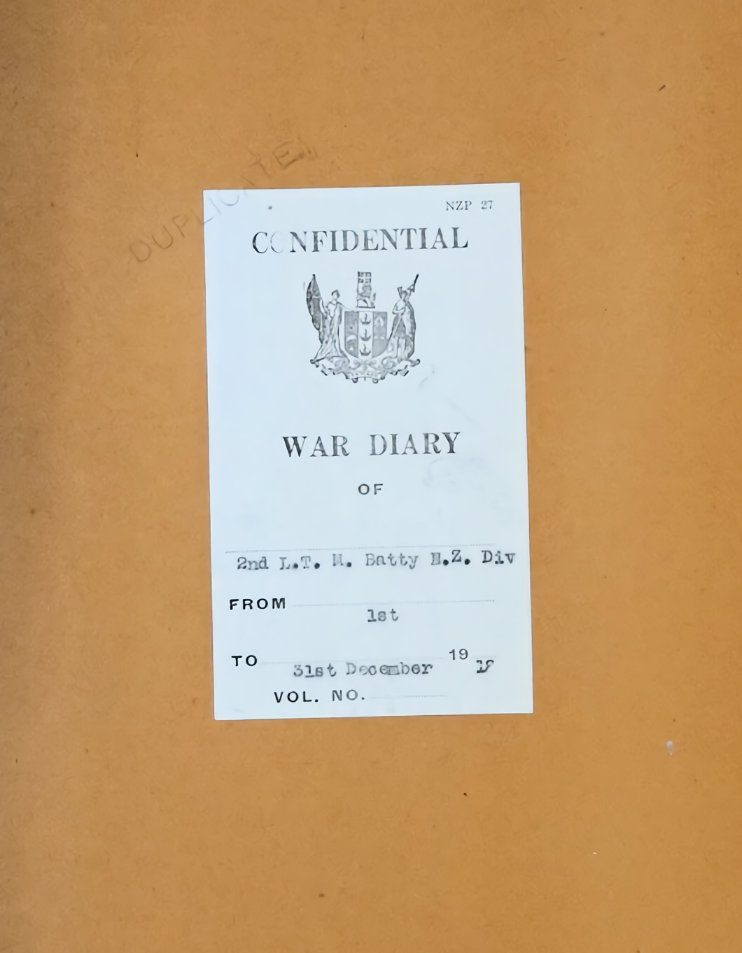 DUPLICATE
NZP 27
CONFIDENTIAL
WAR DIARY
OF
2nd L.T. M. Batty N.Z. Div
FROM 1st
TO 31st December 19
VOL. NO.